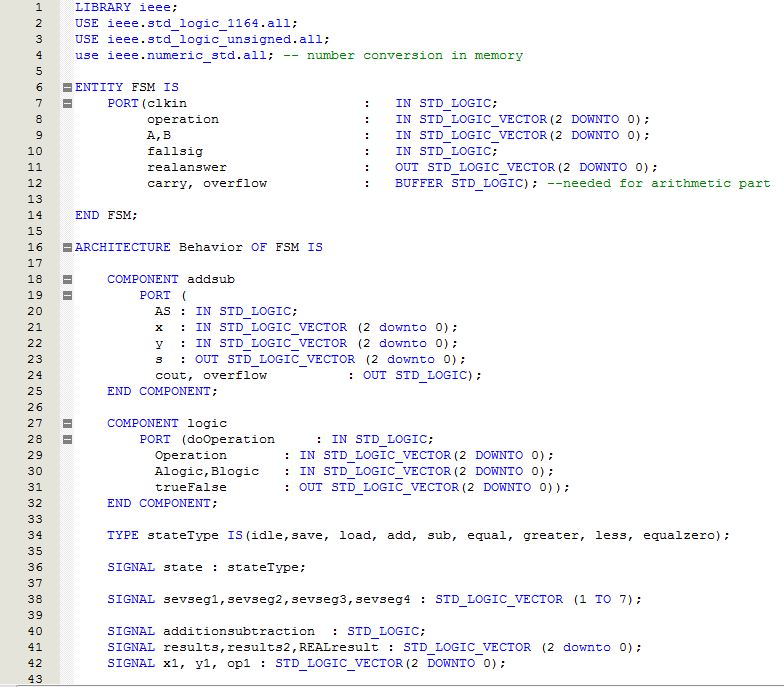 1 LIBRARY ieee;
2 USE ieee.std_logic_1164.all;
3 USE ieee.std_logic_unsigned.all;
4 use ieee.numeric_std.all; -- number conversion in memory
5
6 ENTITY FSM IS
7 PORT(clkin : IN STD_LOGIC;
8 operation : IN STD_LOGIC_VECTOR(2 DOWNTO 0);
9 A,B : IN STD_LOGIC_VECTOR(2 DOWNTO 0);
10 fallsig : IN STD_LOGIC;
11 realanswer : OUT STD_LOGIC_VECTOR(2 DOWNTO 0);
12 carry, overflow : BUFFER STD_LOGIC); --needed for arithmetic part
13
14 END FSM;
15
16 ARCHITECTURE Behavior OF FSM IS
17
18 COMPONENT addsub
19 PORT (
20 AS : IN STD_LOGIC;
21 x : IN STD_LOGIC_VECTOR (2 downto 0);
22 y : IN STD_LOGIC_VECTOR (2 downto 0);
23 s : OUT STD_LOGIC_VECTOR (2 downto 0);
24 cout, overflow : OUT STD_LOGIC);
25 END COMPONENT;
26
27 COMPONENT logic
28 PORT (doOperation : IN STD_LOGIC;
29 Operation : IN STD_LOGIC_VECTOR(2 DOWNTO 0);
30 Alogic,Blogic : IN STD_LOGIC_VECTOR(2 DOWNTO 0);
31 trueFalse : OUT STD_LOGIC_VECTOR(2 DOWNTO 0));
32 END COMPONENT;
33
34 TYPE stateType IS(idle,save, load, add, sub, equal, greater, less, equalzero);
35
36 SIGNAL state : stateType;
37
38 SIGNAL sevseg1,sevseg2,sevseg3,sevseg4 : STD_LOGIC_VECTOR (1 TO 7);
39
40 SIGNAL additionsubtraction : STD_LOGIC;
41 SIGNAL results,results2,REALresult : STD_LOGIC_VECTOR (2 downto 0);
42 SIGNAL x1, y1, op1 : STD_LOGIC_VECTOR(2 DOWNTO 0);
43